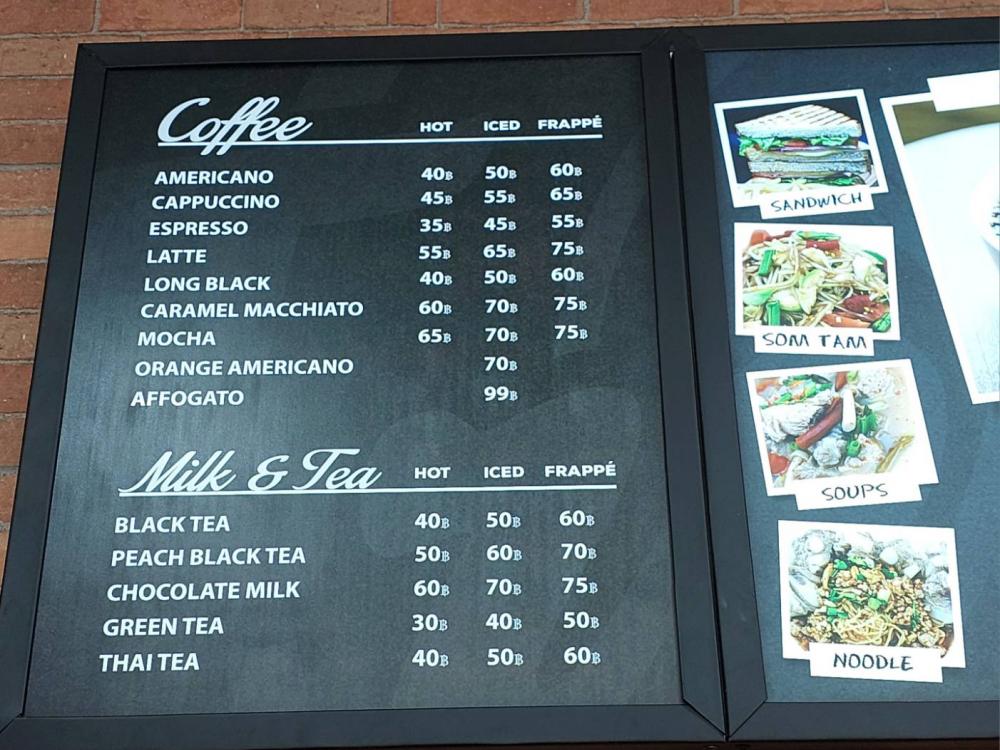 Coffee HOT ICED FRAPPÉ
AMERICANO 40฿ 50฿ 60฿
CAPPUCCINO 45฿ 55฿ 65฿
ESPRESSO 35฿ 45฿ 55฿
LATTE 55฿ 65฿ 75฿
LONG BLACK 40฿ 50฿ 60฿
CARAMEL MACCHIATO 60฿ 70฿ 75฿
MOCHA 65฿ 70฿ 75฿
ORANGE AMERICANO 70฿
AFFOGATO 99฿
Milk & Tea HOT ICED FRAPPÉ
BLACK TEA 40฿ 50฿ 60฿
PEACH BLACK TEA 50฿ 60฿ 70฿
CHOCOLATE MILK 60฿ 70฿ 75฿
GREEN TEA 30฿ 40฿ 50฿
THAI TEA 40฿ 50฿ 60฿
SANDWICH
SOM TAM
SOUPS
NOODLE